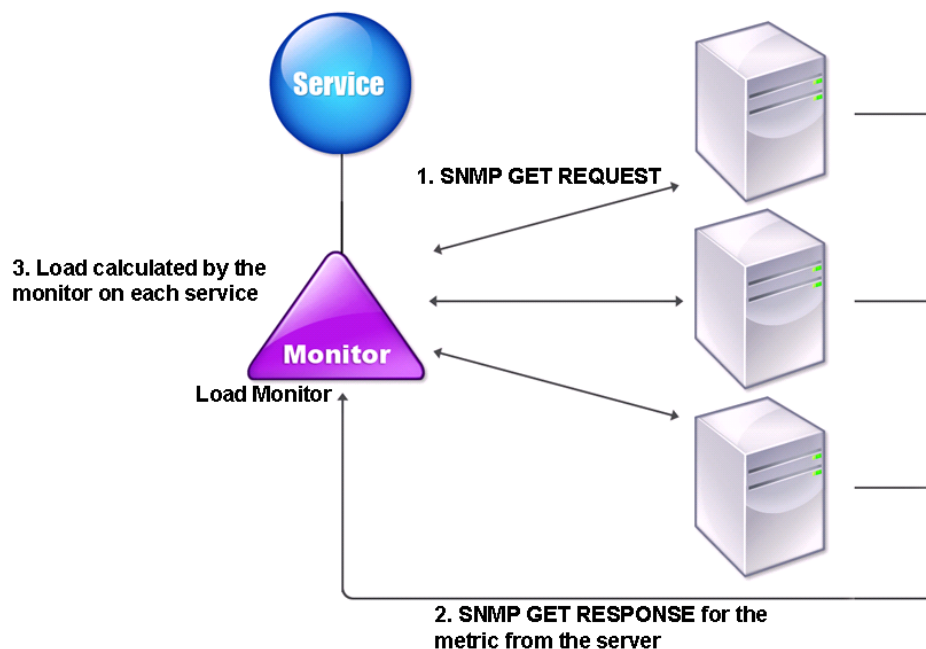 Service
1. SNMP GET REQUEST
3. Load calculated by the
monitor on each service
Monitor
Load Monitor
2. SNMP GET RESPONSE for the
metric from the server